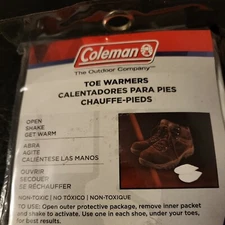 Coleman
The Outdoor Company™
TOE WARMERS
CALENTADORES PARA PIES
CHAUFFE-PIEDS
OPEN
SHAKE
GET WARM
ABRA
AGITE
CALIENTESE LAS MANOS
OUVRIR
SECOUER
SE RÉCHAUFFER
NON-TOXIC | NO TÓXICO | NON-TOXIQUE
TO USE: Open outer protective package, remove inner packet
and shake to activate. Use one in each shoe, under your toes,
for best results.